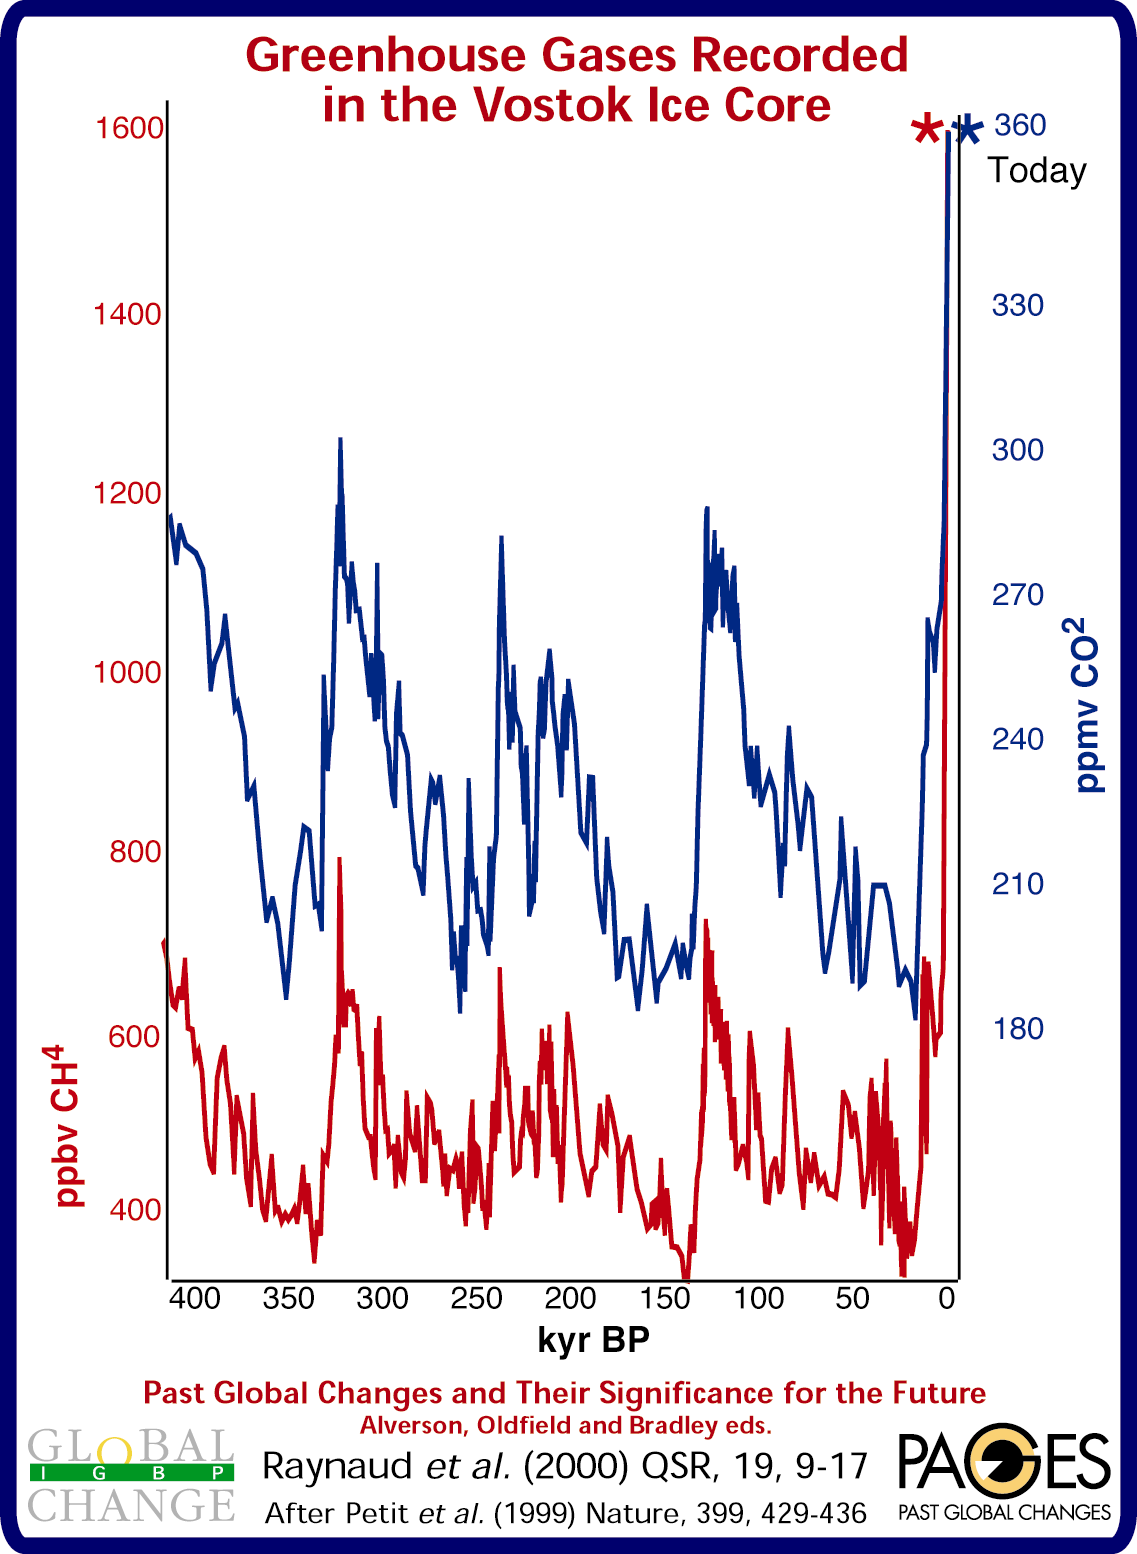 Greenhouse Gases Recorded
in the Vostok Ice Core
1600
1400
1200
1000
800
600
400
ppbv CH4
* *
360
Today
330
300
270
240
210
180
ppmv CO2
400 350 300 250 200 150 100 50 0
kyr BP
Past Global Changes and Their Significance for the Future
Alverson, Oldfield and Bradley eds.
Raynaud et al. (2000) QSR, 19, 9-17
After Petit et al. (1999) Nature, 399, 429-436
GLOBAL
I G B P
CHANGE
PAGES
PAST GLOBAL CHANGES